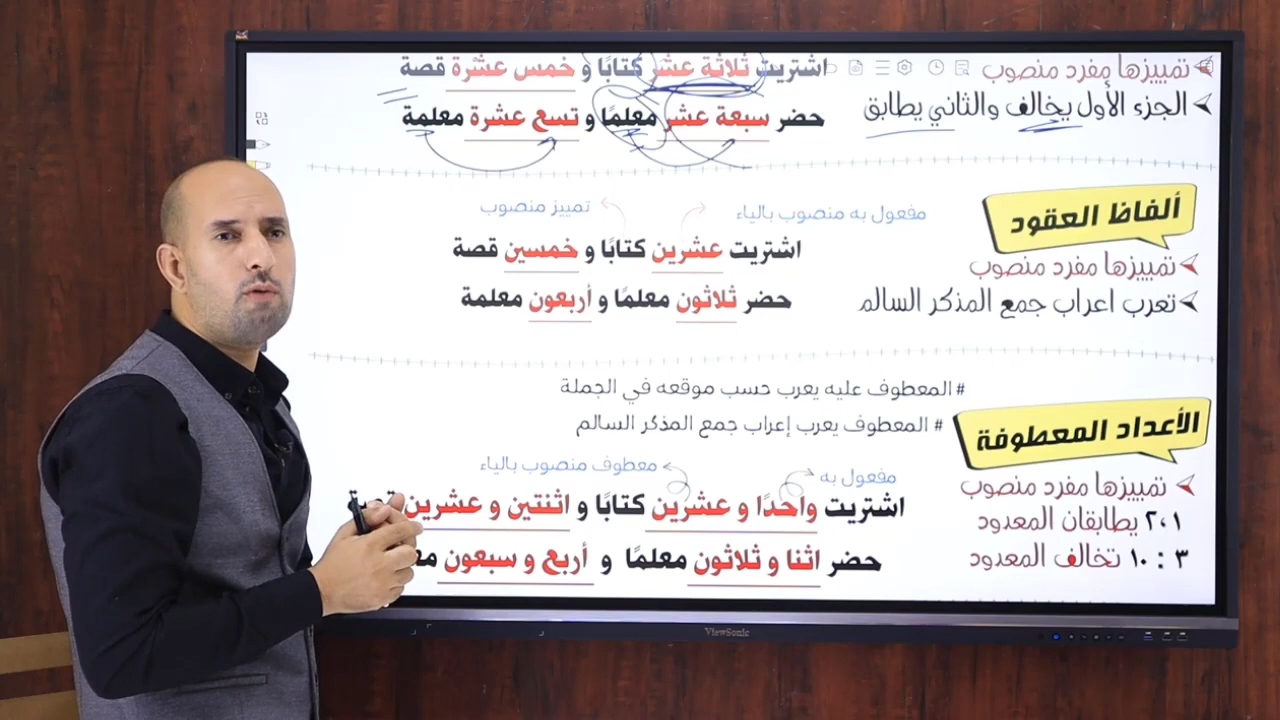 تمييزها مفرد منصوب
اشتريت ثلاثة عشر كتابًا و خمس عشرة قصة
الجزء الأول يخالف والثاني يطابق
حضر سبعة عشر معلمًا و تسع عشرة معلمة
ألفاظ العقود
مفعول به منصوب بالياء
تمييز منصوب
تمييزها مفرد منصوب
اشتريت عشرين كتابًا و خمسين قصة
تعرب اعراب جمع المذكر السالم
حضر ثلاثون معلمًا و أربعون معلمة
# المعطوف عليه يعرب حسب موقعه في الجملة
الأعداد المعطوفة
# المعطوف يعرب إعراب جمع المذكر السالم
مفعول به
معطوف منصوب بالياء
تمييزها مفرد منصوب
اشتريت واحدًا و عشرين كتابًا و اثنتين و عشرين
٢،١ يطابقان المعدود
حضر اثنا و ثلاثون معلمًا و أربع و سبعون
٣ : ١٠ تخالف المعدود
ViewSonic